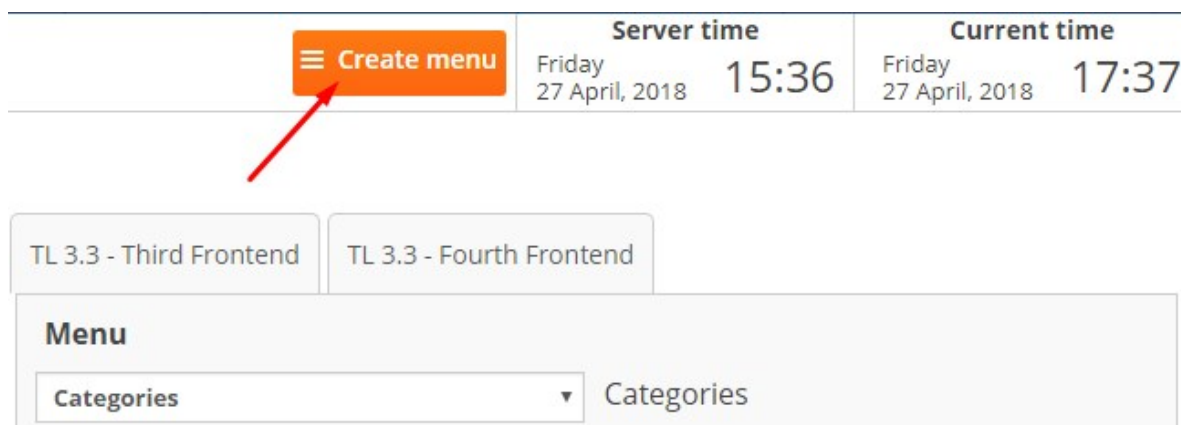 Create menu
Server time
Friday
27 April, 2018
15:36
Current time
Friday
27 April, 2018
17:37
TL 3.3 - Third Frontend
TL 3.3 - Fourth Frontend
Menu
Categories
Categories